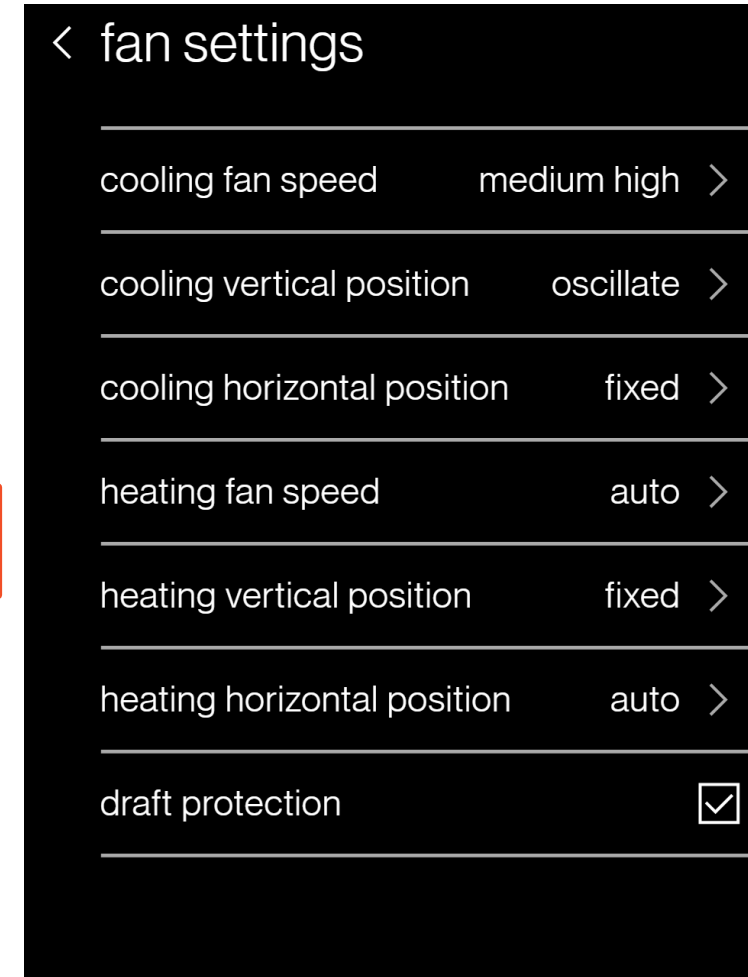 fan settings
cooling fan speed medium high
cooling vertical position oscillate
cooling horizontal position fixed
heating fan speed auto
heating vertical position fixed
heating horizontal position auto
draft protection